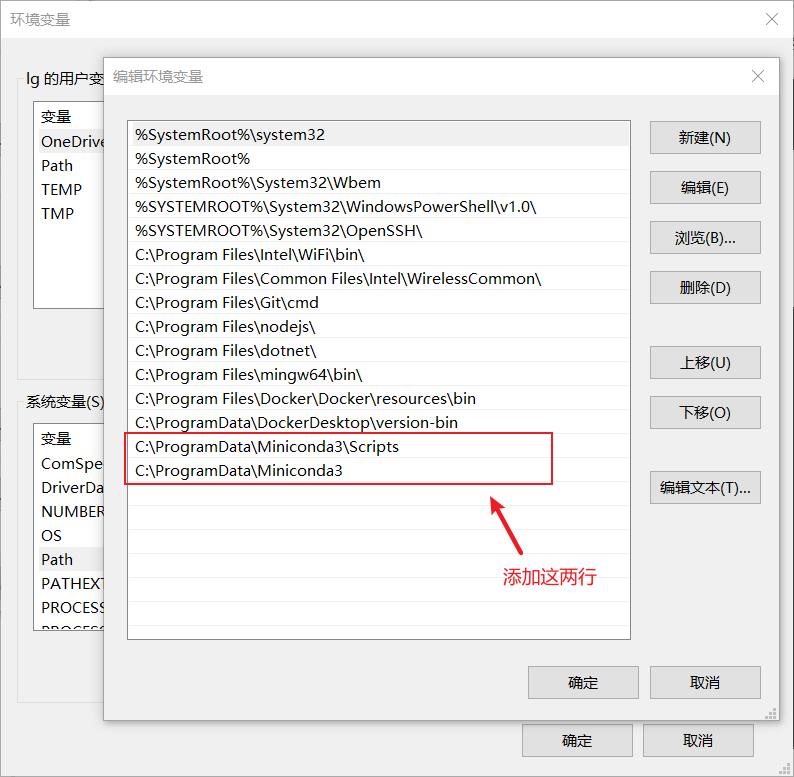 环境变量
编辑环境变量
lg 的用户变
变量
OneDrive
Path
TEMP
TMP
系统变量(S)
变量
ComSpe
DriverDa
NUMBER
OS
Path
PATHEXT
PROCESS
PROCESS
%SystemRoot%\system32
%SystemRoot%
%SystemRoot%\System32\Wbem
%SYSTEMROOT%\System32\WindowsPowerShell\v1.0\
%SYSTEMROOT%\System32\OpenSSH\
C:\Program Files\Intel\WiFi\bin\
C:\Program Files\Common Files\Intel\WirelessCommon\
C:\Program Files\Git\cmd
C:\Program Files\nodejs\
C:\Program Files\dotnet\
C:\Program Files\mingw64\bin\
C:\Program Files\Docker\Docker\resources\bin
C:\ProgramData\DockerDesktop\version-bin
C:\ProgramData\Miniconda3\Scripts
C:\ProgramData\Miniconda3
添加这两行
新建(N)
编辑(E)
浏览(B)...
删除(D)
上移(U)
下移(O)
编辑文本(T)...
确定
取消
确定
取消